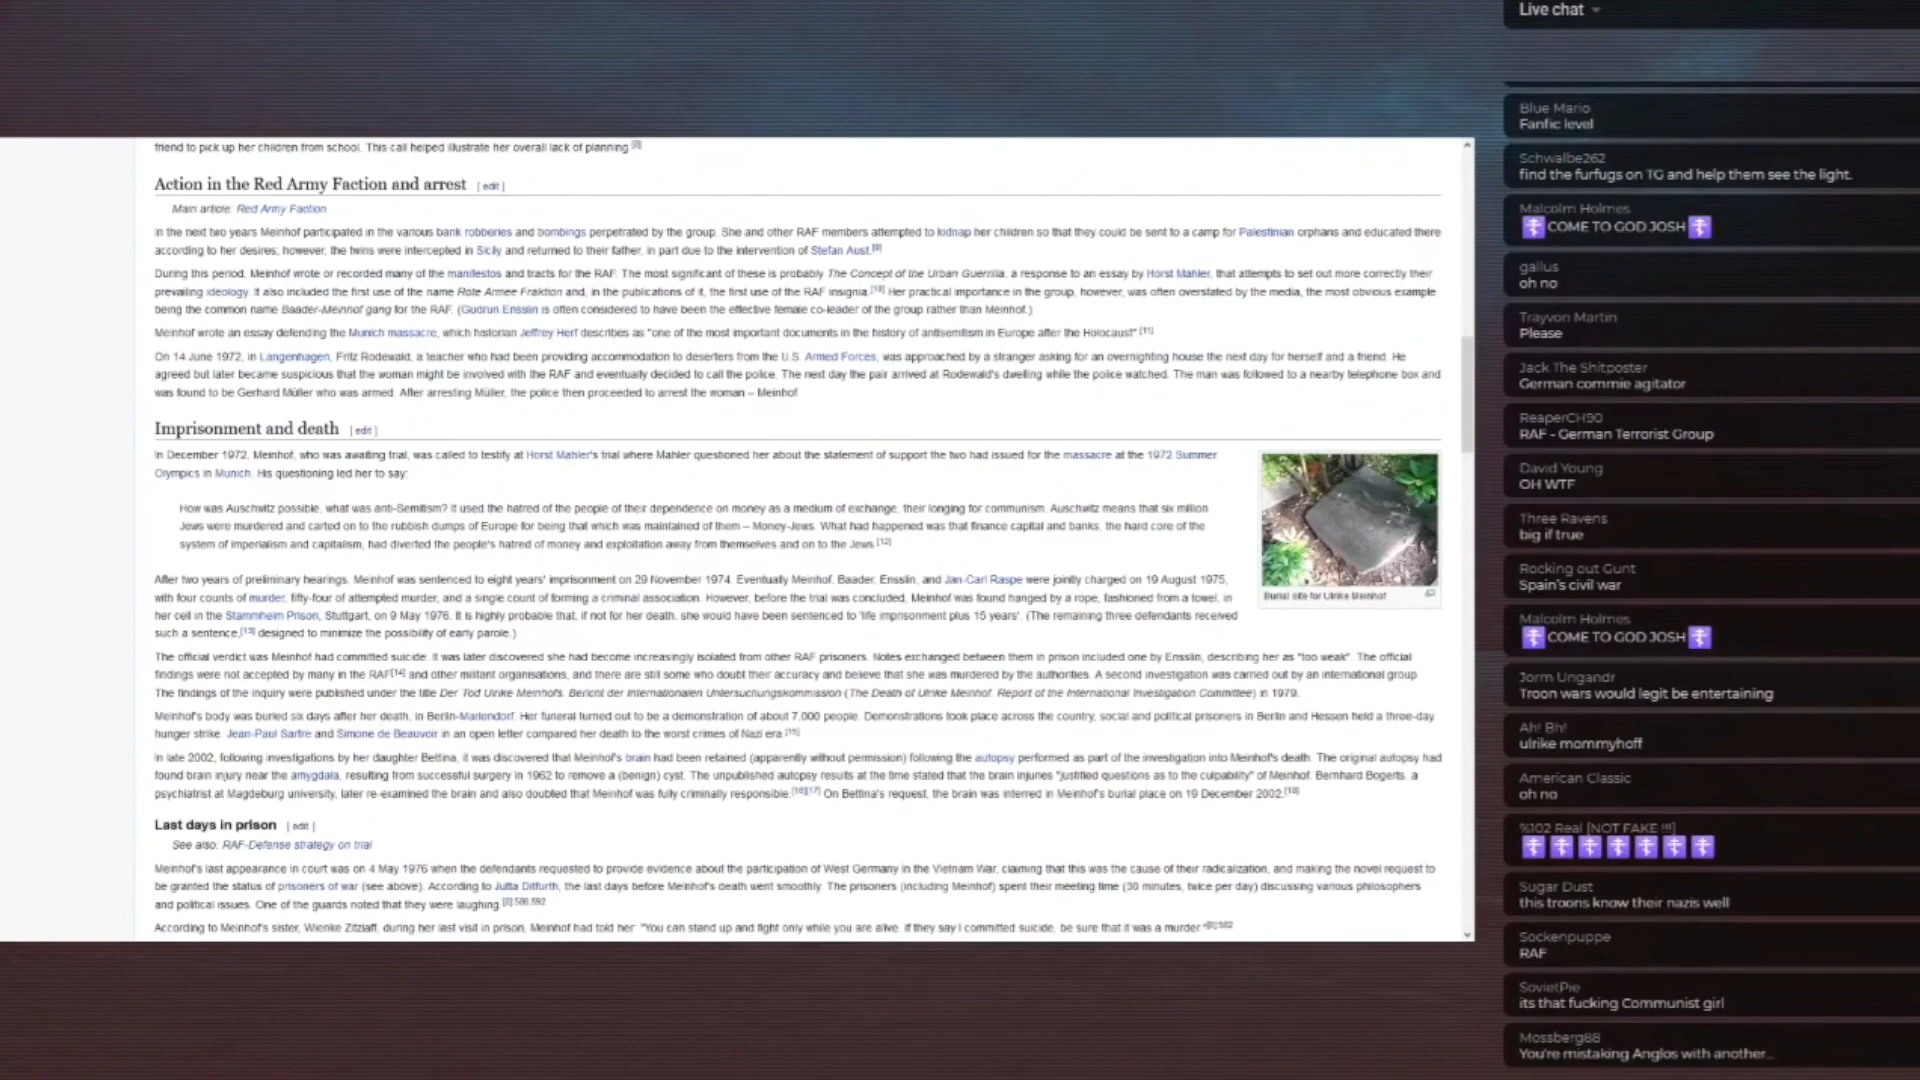 friend to pick up her children from school. This call helped illustrate her overall lack of planning.[8]
Action in the Red Army Faction and arrest [ edit ]
Main article: Red Army Faction
In the next two years Meinhof participated in the various bank robberies and bombings perpetrated by the group. She and other RAF members attempted to kidnap her children so that they could be sent to a camp for Palestinian orphans and educated there
according to her desires; however, the twins were intercepted in Sicily and returned to their father, in part due to the intervention of Stefan Aust.[9]
During this period, Meinhof wrote or recorded many of the manifestos and tracts for the RAF. The most significant of these is probably The Concept of the Urban Guerrilla, a response to an essay by Horst Mahler, that attempts to set out more correctly their
prevailing ideology. It also included the first use of the name Rote Armee Fraktion and, in the publications of it, the first use of the RAF insignia.[10] Her practical importance in the group, however, was often overstated by the media, the most obvious example
being the common name Baader-Meinhof gang for the RAF. (Gudrun Ensslin is often considered to have been the effective female co-leader of the group rather than Meinhof.)
Meinhof wrote an essay defending the Munich massacre, which historian Jeffrey Herf describes as "one of the most important documents in the history of antisemitism in Europe after the Holocaust".[11]
On 14 June 1972, in Langenhagen, Fritz Rodewald, a teacher who had been providing accommodation to deserters from the U.S. Armed Forces, was approached by a stranger asking for an overnighting house the next day for herself and a friend. He
agreed but later became suspicious that the woman might be involved with the RAF and eventually decided to call the police. The next day the pair arrived at Rodewald's dwelling while the police watched. The man was followed to a nearby telephone box and
was found to be Gerhard Müller who was armed. After arresting Müller, the police then proceeded to arrest the woman – Meinhof.
Imprisonment and death [ edit ]
In December 1972, Meinhof, who was awaiting trial, was called to testify at Horst Mahler's trial where Mahler questioned her about the statement of support the two had issued for the massacre at the 1972 Summer
Olympics in Munich. His questioning led her to say:
How was Auschwitz possible, what was anti-Semitism? It used the hatred of the people of their dependence on money as a medium of exchange, their longing for communism. Auschwitz means that six million
Jews were murdered and carted on to the rubbish dumps of Europe for being that which was maintained of them – Money-Jews. What had happened was that finance capital and banks, the hard core of the
system of imperialism and capitalism, had diverted the people's hatred of money and exploitation away from themselves and on to the Jews.[12]
Burial site for Ulrike Meinhof
After two years of preliminary hearings, Meinhof was sentenced to eight years' imprisonment on 29 November 1974. Eventually Meinhof, Baader, Ensslin, and Jan-Carl Raspe were jointly charged on 19 August 1975,
with four counts of murder, fifty-four of attempted murder, and a single count of forming a criminal association. However, before the trial was concluded, Meinhof was found hanged by a rope, fashioned from a towel, in
her cell in the Stammheim Prison, Stuttgart, on 9 May 1976. It is highly probable that, if not for her death, she would have been sentenced to 'life imprisonment plus 15 years'. (The remaining three defendants received
such a sentence,[13] designed to minimize the possibility of early parole.)
The official verdict was Meinhof had committed suicide. It was later discovered she had become increasingly isolated from other RAF prisoners. Notes exchanged between them in prison included one by Ensslin, describing her as "too weak". The official
findings were not accepted by many in the RAF[14] and other militant organisations, and there are still some who doubt their accuracy and believe that she was murdered by the authorities. A second investigation was carried out by an international group.
The findings of the inquiry were published under the title Der Tod Ulrike Meinhofs. Bericht der Internationalen Untersuchungskommission (The Death of Ulrike Meinhof. Report of the International Investigation Committee) in 1979.
Meinhof's body was buried six days after her death, in Berlin-Mariendorf. Her funeral turned out to be a demonstration of about 7,000 people. Demonstrations took place across the country, social and political prisoners in Berlin and Hessen held a three-day
hunger strike. Jean-Paul Sartre and Simone de Beauvoir in an open letter compared her death to the worst crimes of Nazi era.[15]
In late 2002, following investigations by her daughter Bettina, it was discovered that Meinhof's brain had been retained (apparently without permission) following the autopsy performed as part of the investigation into Meinhof's death. The original autopsy had
found brain injury near the amygdala, resulting from successful surgery in 1962 to remove a (benign) cyst. The unpublished autopsy results at the time stated that the brain injuries "justified questions as to the culpability" of Meinhof. Bernhard Bogerts, a
psychiatrist at Magdeburg university, later re-examined the brain and also doubted that Meinhof was fully criminally responsible.[16][17] On Bettina's request, the brain was interred in Meinhof's burial place on 19 December 2002.[18]
Last days in prison [ edit ]
See also: RAF-Defense strategy on trial
Meinhof's last appearance in court was on 4 May 1976 when the defendants requested to provide evidence about the participation of West Germany in the Vietnam War, claiming that this was the cause of their radicalization, and making the novel request to
be granted the status of prisoners of war (see above). According to Jutta Ditfurth, the last days before Meinhof's death went smoothly. The prisoners (including Meinhof) spent their meeting time (30 minutes, twice per day) discussing various philosophers
and political issues. One of the guards noted that they were laughing.
According to Meinhof's sister, Wienke Zitzlaff, during her last visit in prison, Meinhof had told her: "You can stand up and fight only while you are alive. If they say I committed suicide, be sure that it was a murder."
Live chat
Blue Mario
Fanfic level
Schwalbe262
find the furfugs on TG and help them see the light.
Malcolm Holmes
COME TO GOD JOSH
gallus
oh no
Trayvon Martin
Please
Jack The Shitposter
German commie agitator
ReaperCH90
RAF - German Terrorist Group
David Young
OH WTF
Three Ravens
big if true
Rocking out Gunt
Spain's civil war
Malcolm Holmes
COME TO GOD JOSH
Jorm Ungandr
Troon wars would legit be entertaining
Ah! Bh!
ulrike mommyhoff
American Classic
oh no
%102 Real [NOT FAKE !!!]
Sugar Dust
this troons know their nazis well
Sockenpuppe
RAF
SovietPie
its that fucking Communist girl
Mossberg88
You're mistaking Anglos with another...